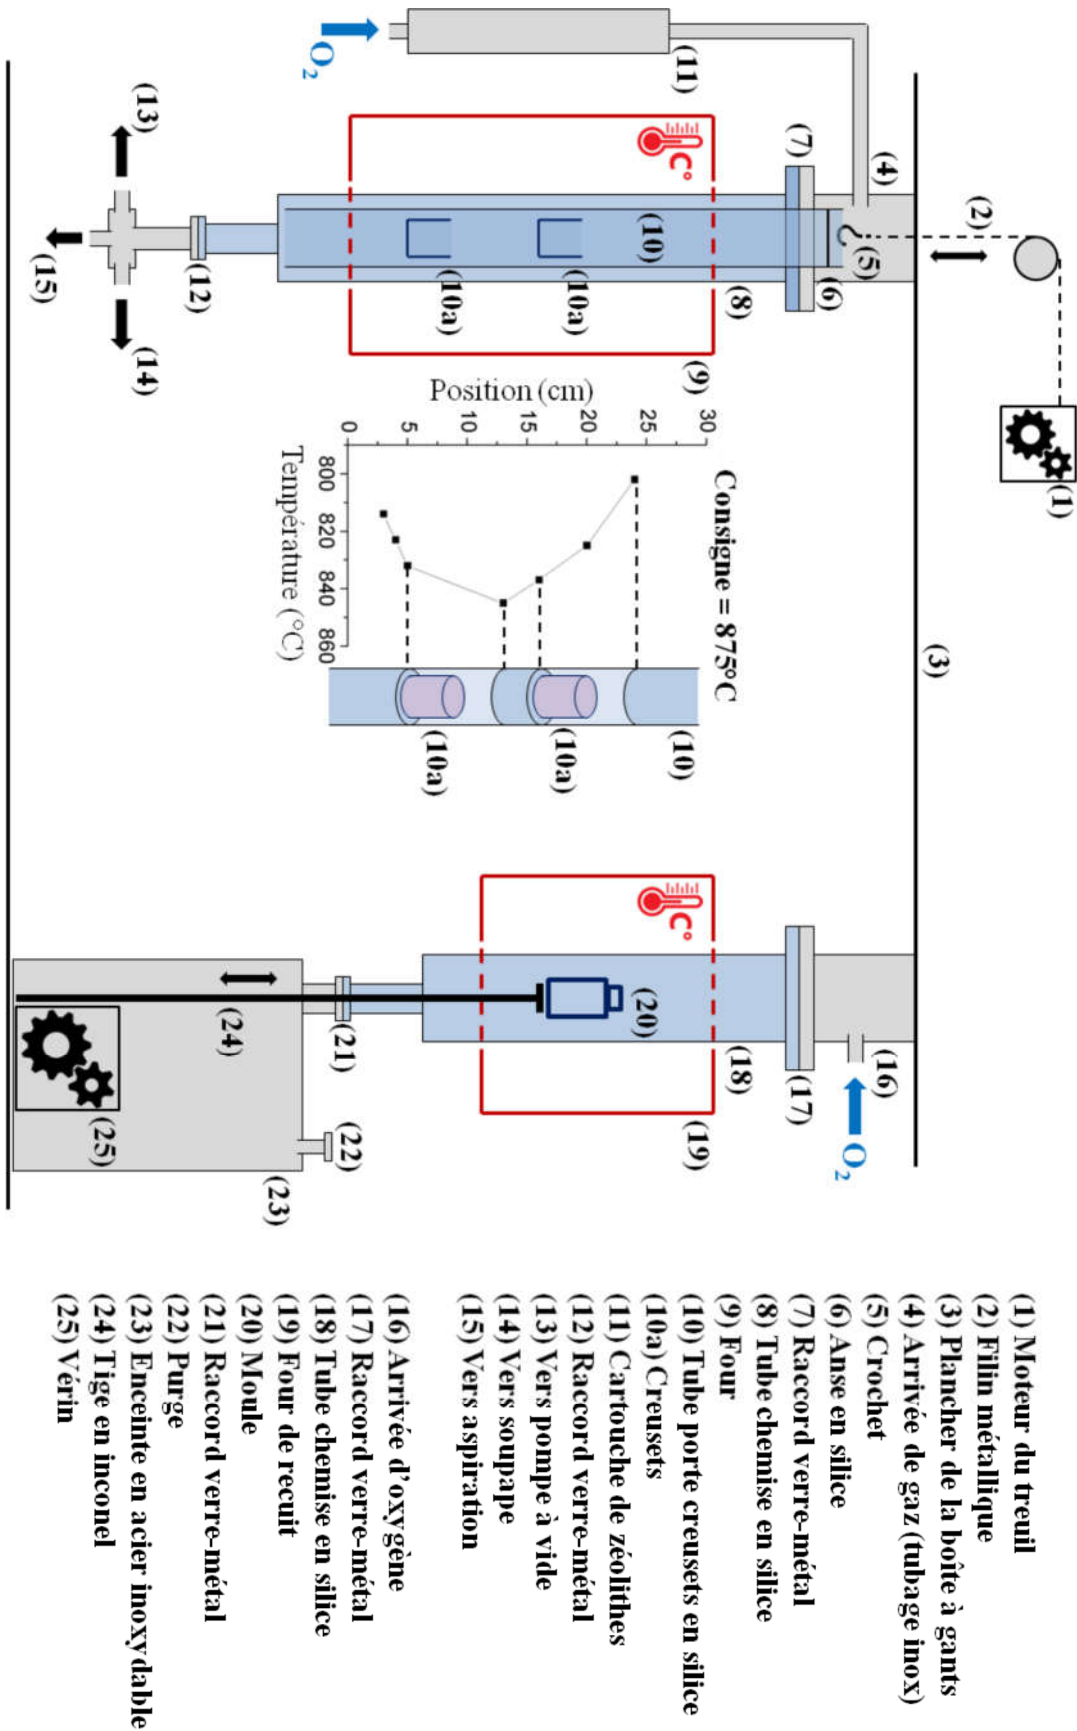 (1)
(2)
(3)
(4)
(5)
(6)
(7)
(8)
(9)
(10)
(10a)
(10a)
(11)
O2
(12)
(13)
(14)
(15)
C°
Consigne = 875°C
Position (cm)
0
5
10
15
20
25
30
Température (°C)
800
820
840
860
(10)
(10a)
(10a)
(16)
O2
(17)
(18)
(19)
C°
(20)
(21)
(22)
(23)
(24)
(25)
(1) Moteur du treuil
(2) Filin métallique
(3) Plancher de la boîte à gants
(4) Arrivée de gaz (tubage inox)
(5) Crochet
(6) Anse en silice
(7) Raccord verre-métal
(8) Tube chemise en silice
(9) Four
(10) Tube porte creusets en silice
(10a) Creusets
(11) Cartouche de zéolithes
(12) Raccord verre-métal
(13) Vers pompe à vide
(14) Vers soupape
(15) Vers aspiration
(16) Arrivée d'oxygène
(17) Raccord verre-métal
(18) Tube chemise en silice
(19) Four de recuit
(20) Moule
(21) Raccord verre-métal
(22) Purge
(23) Enceinte en acier inoxydable
(24) Tige en inconel
(25) Vérin